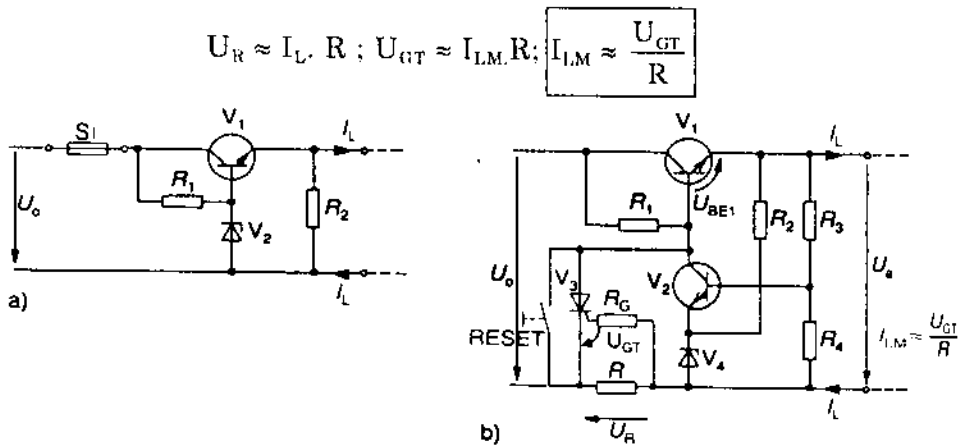 U_R ≈ I_L. R ; U_GT ≈ I_LM. R; I_LM ≈ U_GT / R
V₁
I_L
SI
R₁
U_o
V₂
R₂
I_L
a)
V₁
I_L
R₁
U_BE1
R₂
R₃
U_o
V₃
V₂
U_a
R_G
RESET
U_GT
V₄
R₄
I_LM ≈ U_GT / R
R
I_L
U_R
b)